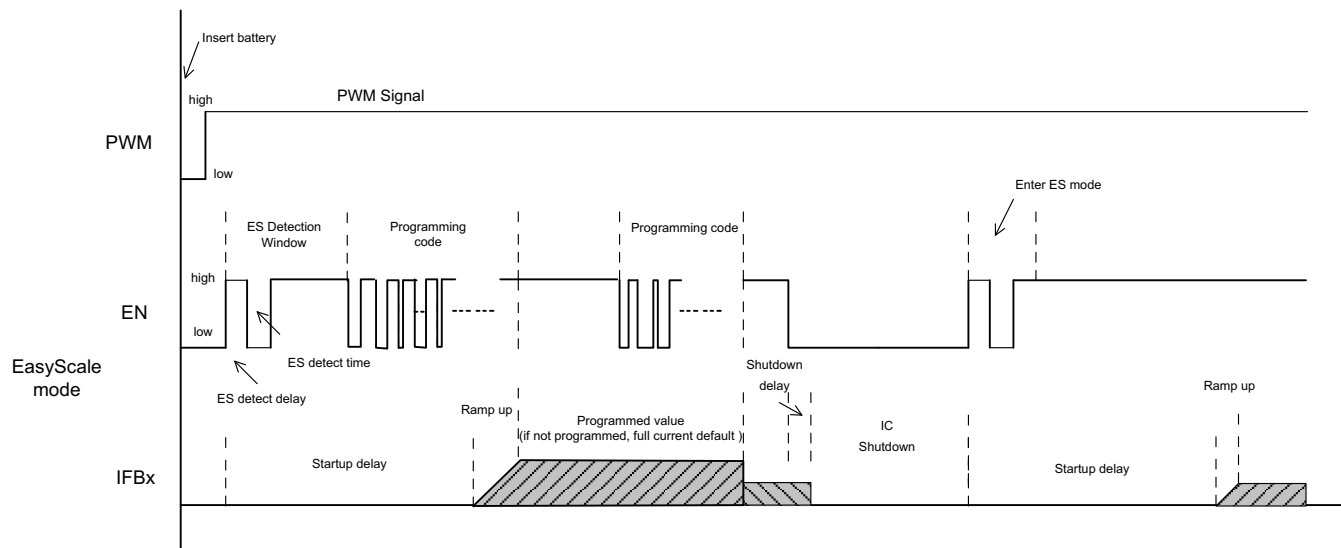 Insert battery
high
PWM Signal
PWM
low
Enter ES mode
ES Detection
Window
Programming
code
Programming code
high
EN
low
ES detect time
ES detect delay
EasyScale
mode
Shutdown
delay
Ramp up
Programmed value
(if not programmed, full current default )
Ramp up
IC
Shutdown
Startup delay
Startup delay
IFBx